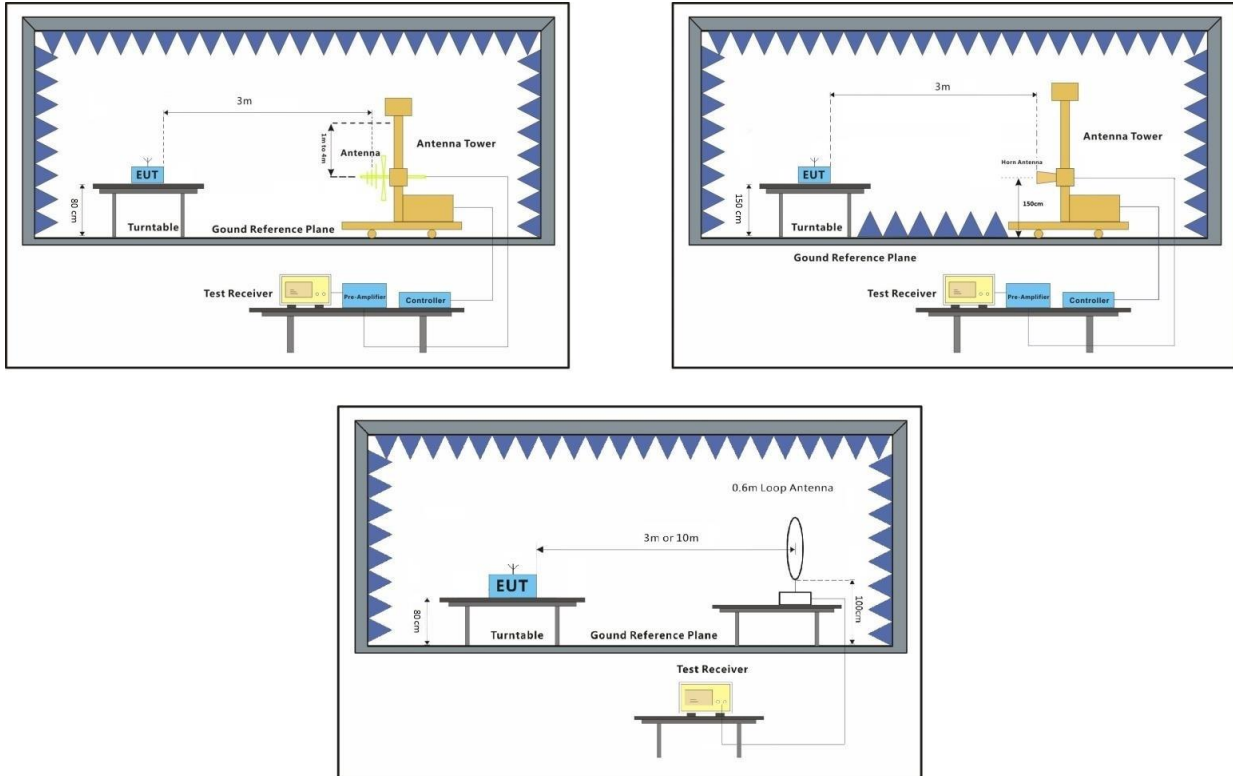 3m
1m to 4m
Antenna
Antenna Tower
EUT
80 cm
Turntable
Gound Reference Plane
Test Receiver
Pre-Amplifier
Controller
3m
Antenna Tower
Horn Antenna
EUT
150 cm
150cm
Turntable
Gound Reference Plane
Test Receiver
Pre-Amplifier
Controller
0.6m Loop Antenna
3m or 10m
EUT
80 cm
100cm
Turntable
Gound Reference Plane
Test Receiver